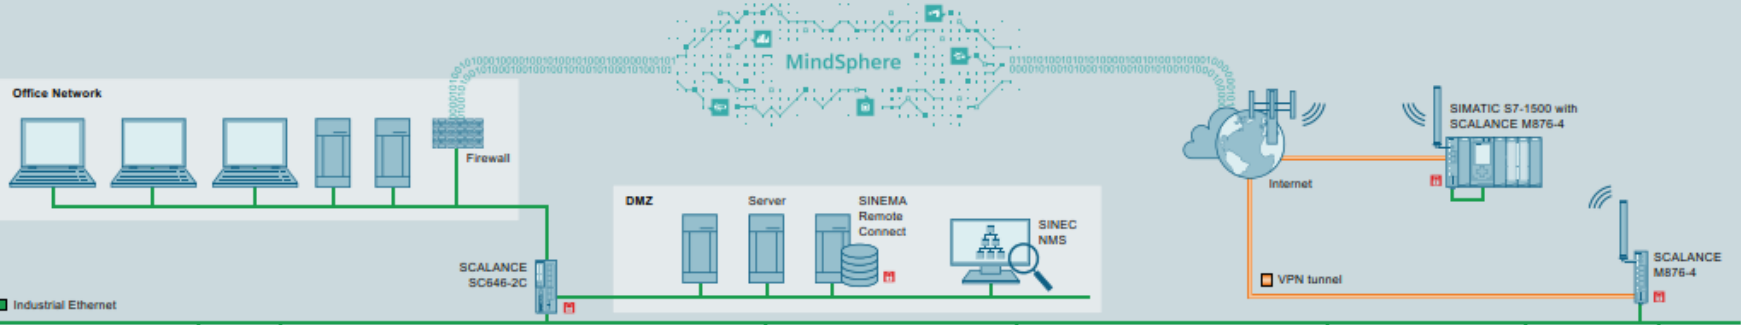 MindSphere
Office Network
Firewall
SIMATIC S7-1500 with
SCALANCE M876-4
Internet
DMZ
Server
SINEMA
Remote
Connect
SINEC
NMS
SCALANCE
SC646-2C
SCALANCE
M876-4
VPN tunnel
Industrial Ethernet